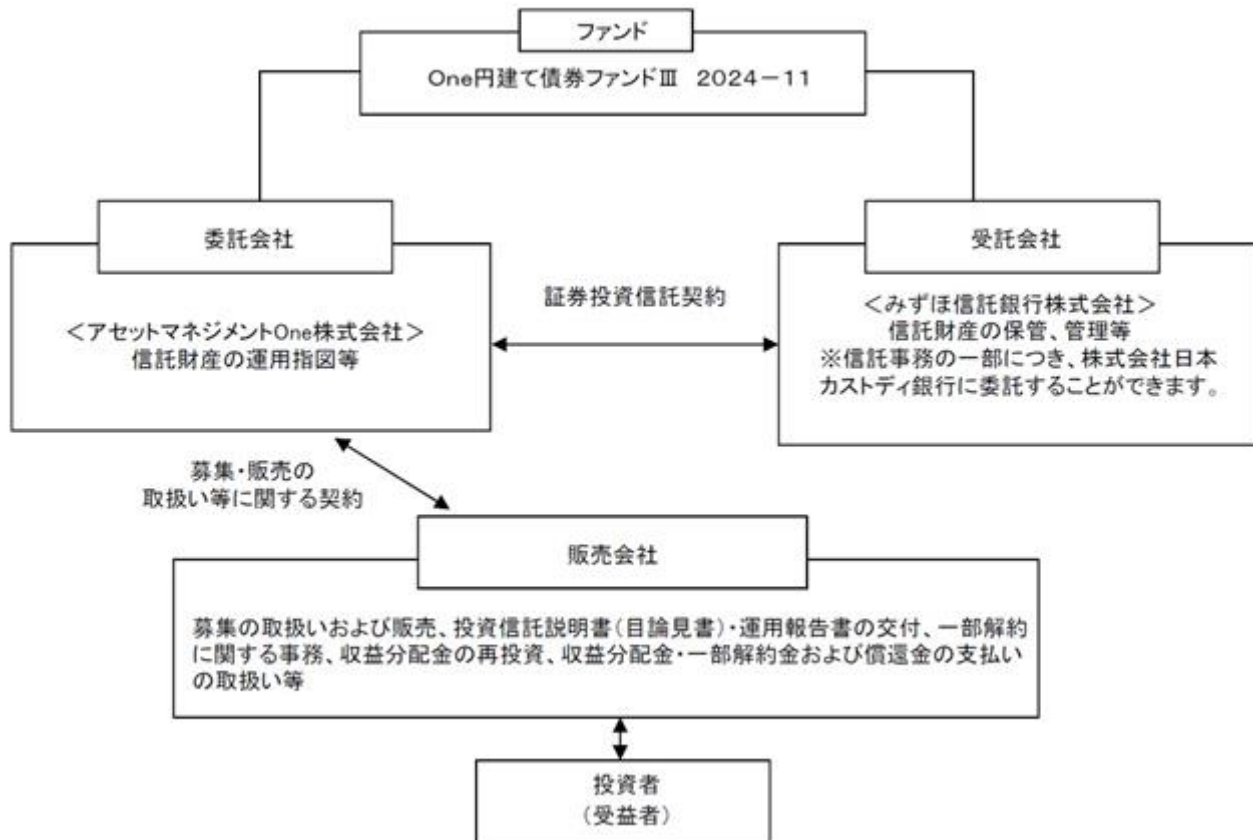 ファンド
One円建て債券ファンドⅢ 2024－11
委託会社
＜アセットマネジメントOne株式会社＞
信託財産の運用指図等
証券投資信託契約
受託会社
＜みずほ信託銀行株式会社＞
信託財産の保管、管理等
※信託事務の一部につき、株式会社日本
カストディ銀行に委託することができます。
募集・販売の
取扱い等に関する契約
販売会社
募集の取扱いおよび販売、投資信託説明書（目論見書）・運用報告書の交付、一部解約
に関する事務、収益分配金の再投資、収益分配金・一部解約金および償還金の支払い
の取扱い等
投資者
（受益者）